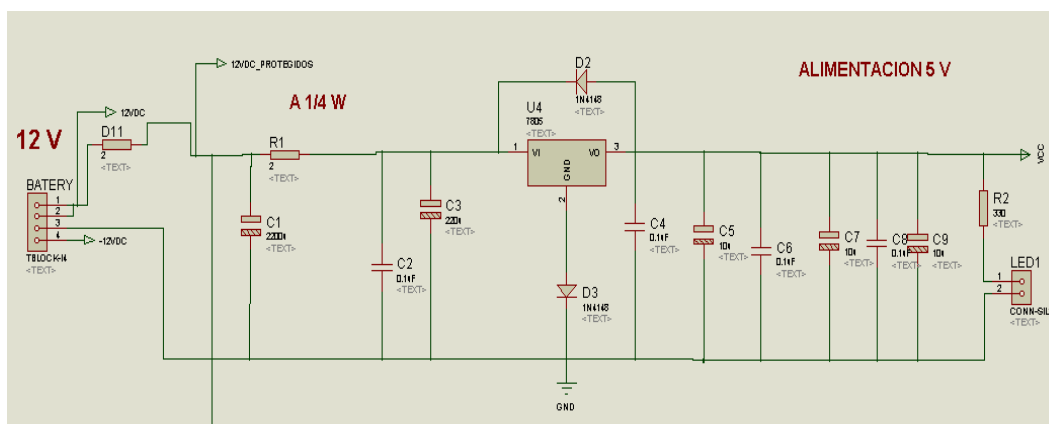 12VDC_PROTEGIDOS
A 1/4 W
ALIMENTACION 5 V
12 V
12VDC
D11
2
<TEXT>
BATERY
1
2
3
4
-12VDC
TBLOCK-I4
<TEXT>
R1
2
<TEXT>
C1
2200u
<TEXT>
C2
0.1uF
<TEXT>
C3
220u
<TEXT>
D2
1N4148
<TEXT>
U4
7805
<TEXT>
1
VI
VO
3
GND
2
D3
1N4148
<TEXT>
GND
C4
0.1uF
<TEXT>
C5
10u
<TEXT>
C6
0.1uF
<TEXT>
C7
10u
<TEXT>
C8
0.1uF
<TEXT>
C9
10u
<TEXT>
VCC
R2
330
<TEXT>
LED1
1
2
CONN-SIL
<TEXT>